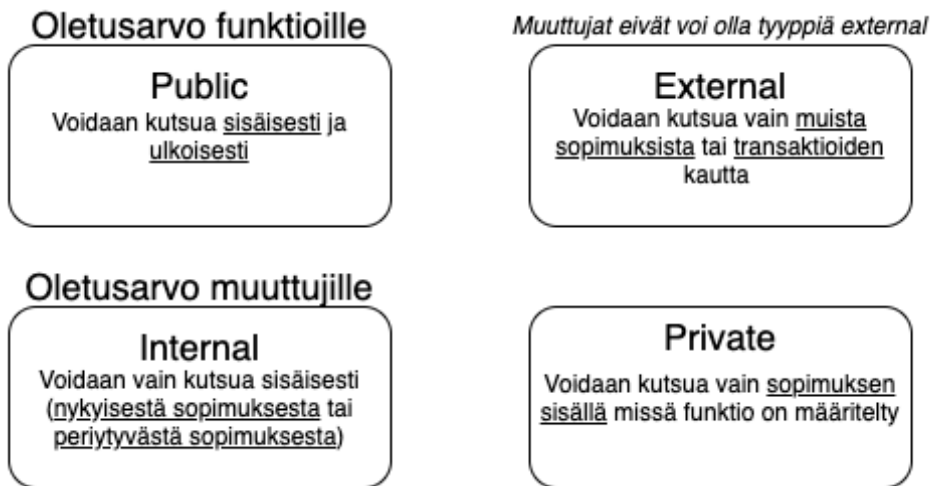 Oletusarvo funktioille
Public
Voidaan kutsua sisäisesti ja
ulkoisesti
Muuttujat eivät voi olla tyyppiä external
External
Voidaan kutsua vain muista
sopimuksista tai transaktioiden
kautta
Oletusarvo muuttujille
Internal
Voidaan vain kutsua sisäisesti
(nykyisestä sopimuksesta tai
periytyvästä sopimuksesta)
Private
Voidaan kutsua vain sopimuksen
sisällä missä funktio on määritelty